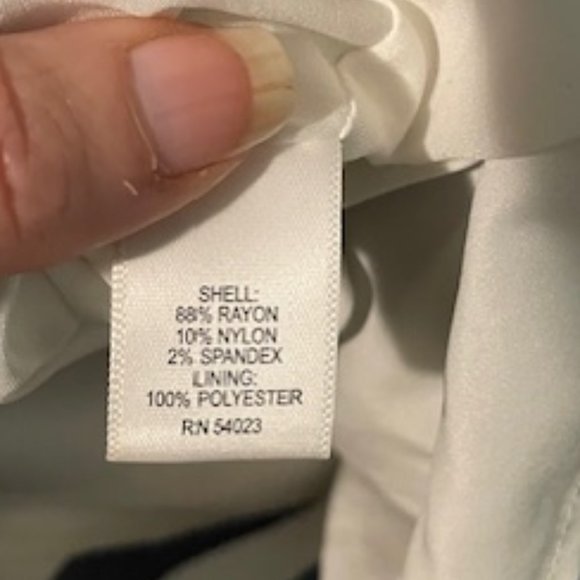 SHELL:
88% RAYON
10% NYLON
2% SPANDEX
LINING:
100% POLYESTER
RN 54023